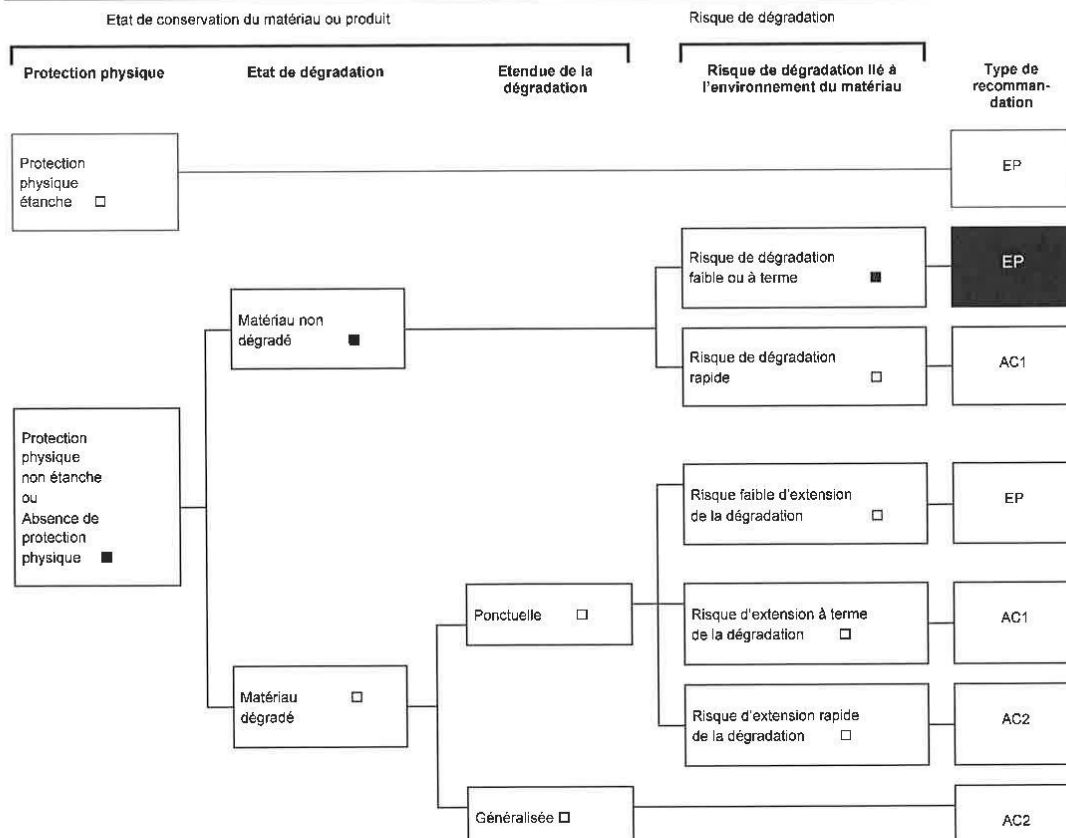 Etat de conservation du matériau ou produit
Risque de dégradation
Protection physique
Etat de dégradation
Etendue de la
dégradation
Risque de dégradation lié à
l'environnement du matériau
Type de
recomman-
dation
Protection
physique
étanche ☐
EP
Risque de dégradation
faible ou à terme ■
EP
Matériau non
dégradé ■
Risque de dégradation
rapide ☐
AC1
Protection
physique
non étanche
ou
Absence de
protection
physique ■
Risque faible d'extension
de la dégradation ☐
EP
Ponctuelle ☐
Risque d'extension à terme
de la dégradation ☐
AC1
Matériau ☐
dégradé
Risque d'extension rapide
de la dégradation ☐
AC2
Généralisée ☐
AC2